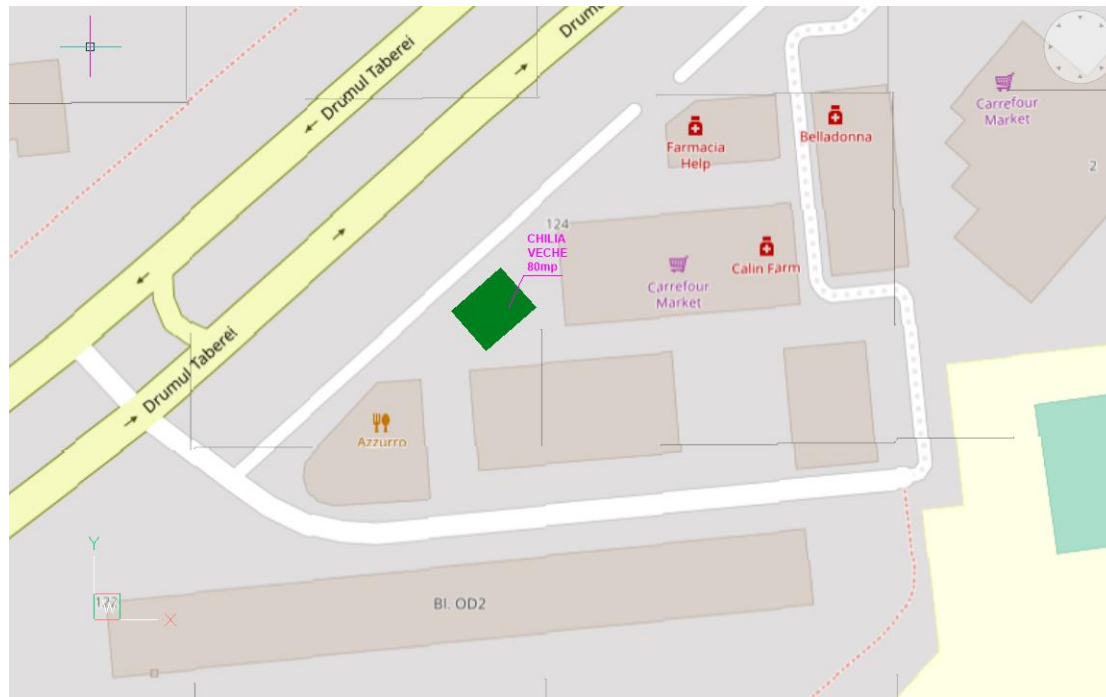 Drumul Taberei
Drumul
Carrefour
Market
2
Farmacia
Help
Belladonna
124
CHILIA
VECHE
80mp
Carrefour
Market
Calin Farm
Drumul Taberei
Azzurro
Y
W
X
Bl. OD2